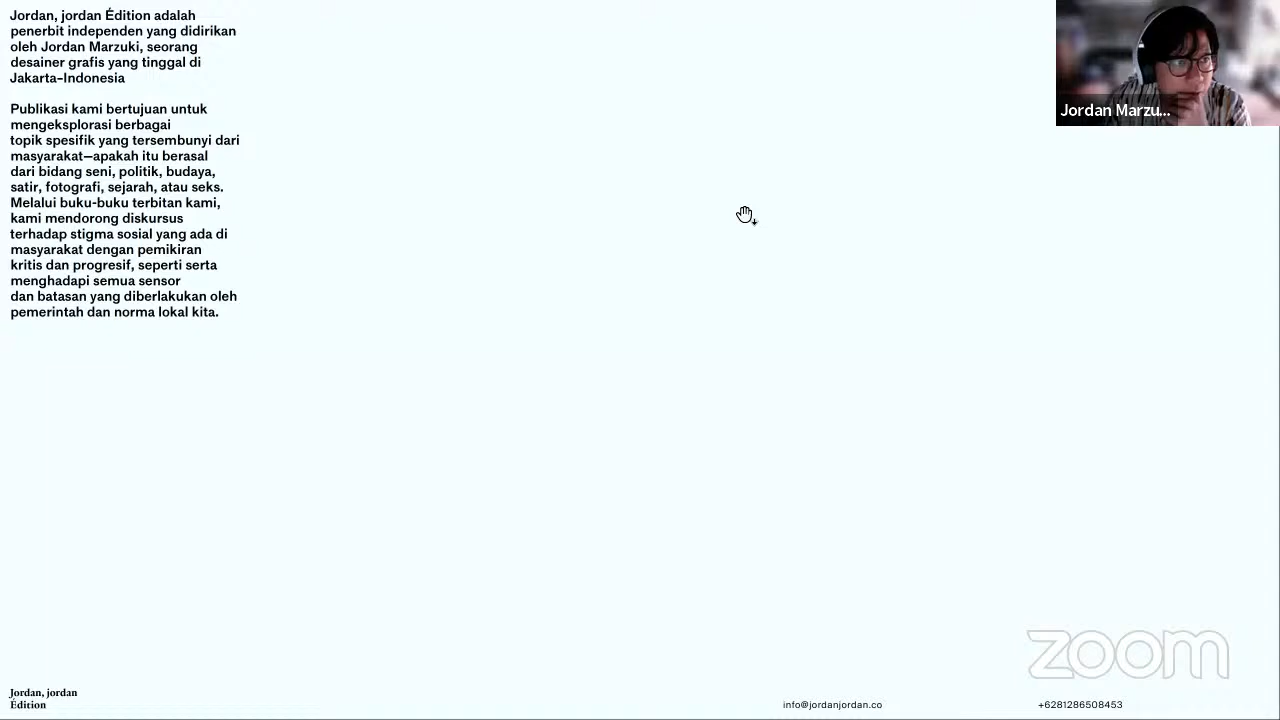 Jordan, jordan Édition adalah
penerbit independen yang didirikan
oleh Jordan Marzuki, seorang
desainer grafis yang tinggal di
Jakarta-Indonesia
Publikasi kami bertujuan untuk
mengeksplorasi berbagai
topik spesifik yang tersembunyi dari
masyarakat—apakah itu berasal
dari bidang seni, politik, budaya,
satir, fotografi, sejarah, atau seks.
Melalui buku-buku terbitan kami,
kami mendorong diskursus
terhadap stigma sosial yang ada di
masyarakat dengan pemikiran
kritis dan progresif, seperti serta
menghadapi semua sensor
dan batasan yang diberlakukan oleh
pemerintah dan norma lokal kita.
Jordan Marzu...
zoom
Jordan, jordan
Édition
info@jordanjordan.co
+6281286508453